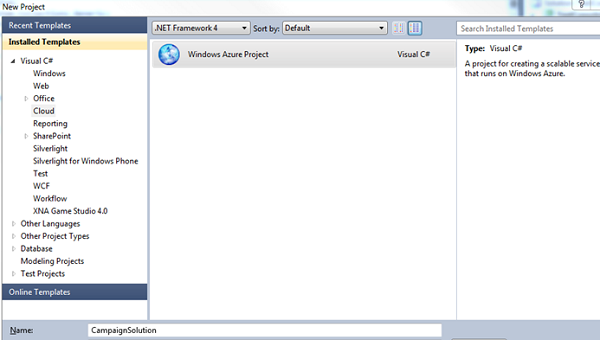 New Project
Recent Templates
Installed Templates
Visual C#
Windows
Web
Office
Cloud
Reporting
SharePoint
Silverlight
Silverlight for Windows Phone
Test
WCF
Workflow
XNA Game Studio 4.0
Other Languages
Other Project Types
Database
Modeling Projects
Test Projects
Online Templates
.NET Framework 4 Sort by: Default
Windows Azure Project Visual C#
Search Installed Templates
Type: Visual C#
A project for creating a scalable service
that runs on Windows Azure.
Name: CampaignSolution